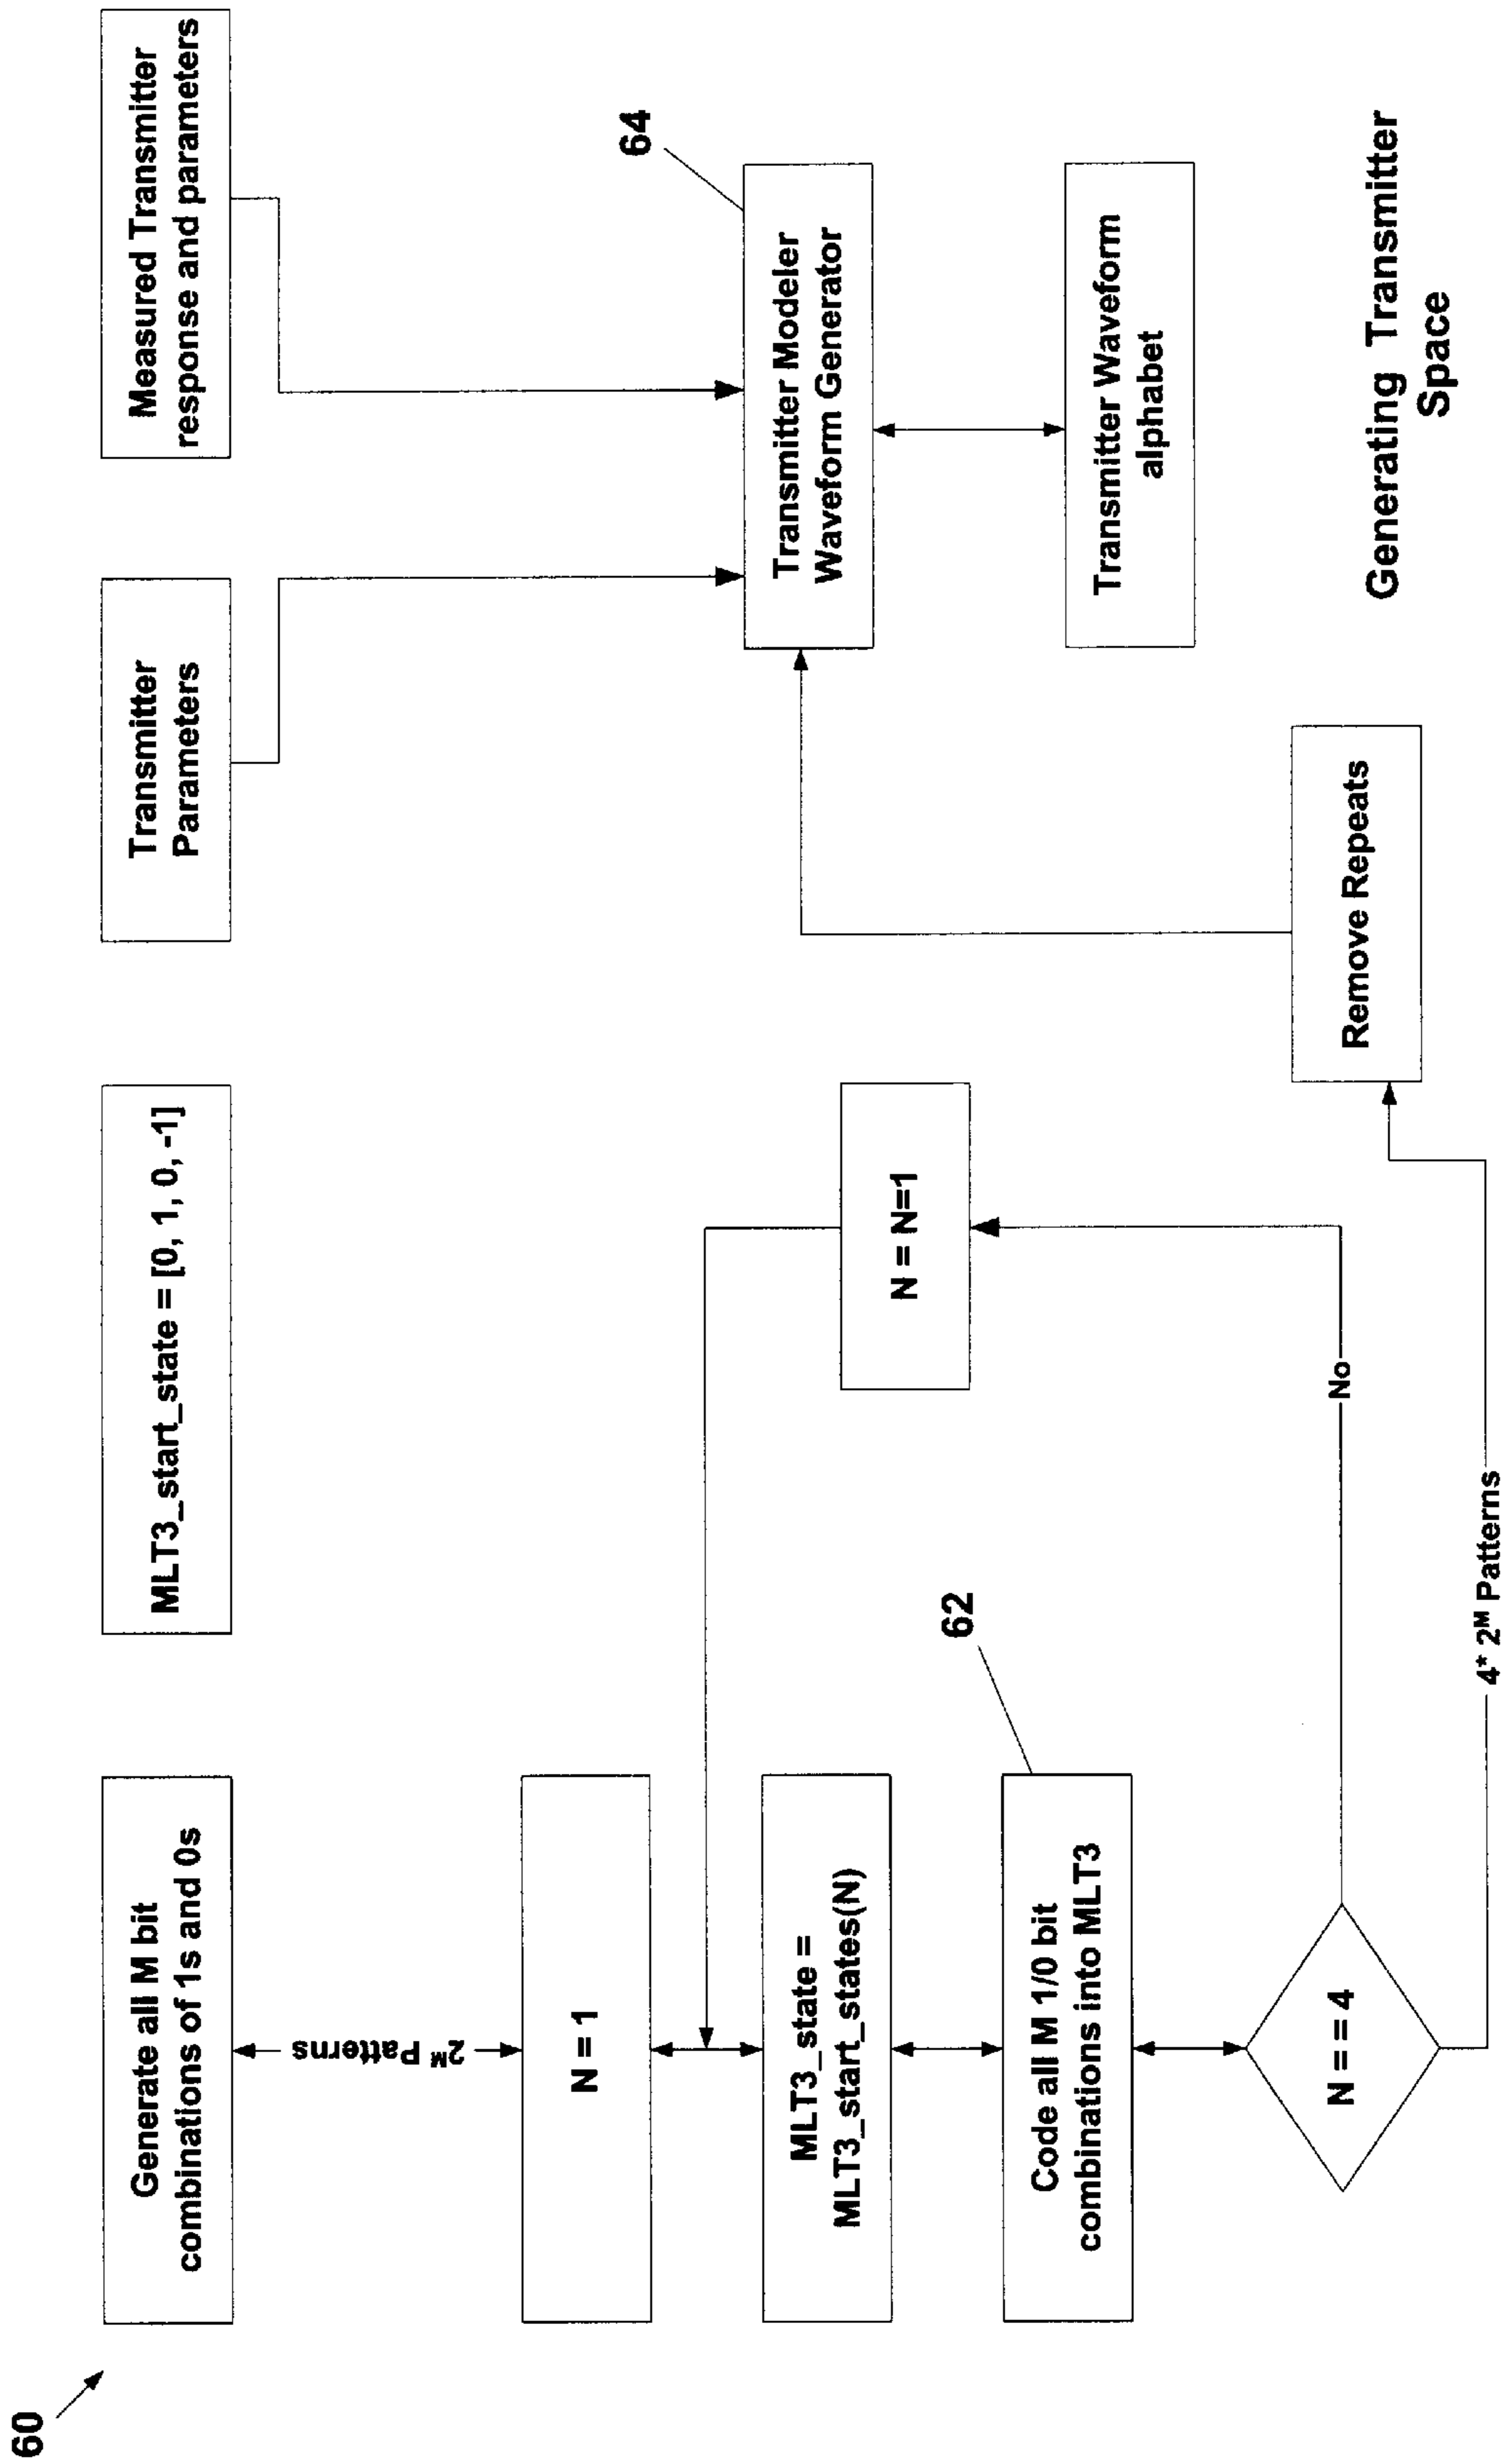 60
Generate all M bit
combinations of 1s and 0s
MLT3_start_state = [0, 1, 0, -1]
Transmitter
Parameters
Measured Transmitter
response and parameters
2ᴹ Patterns
N = 1
MLT3_state =
MLT3_start_states(N)
62
Code all M 1/0 bit
combinations into MLT3
N = = 4
No
N = N=1
4* 2ᴹ Patterns
Remove Repeats
64
Transmitter Modeler
Waveform Generator
Transmitter Waveform
alphabet
Generating Transmitter
Space